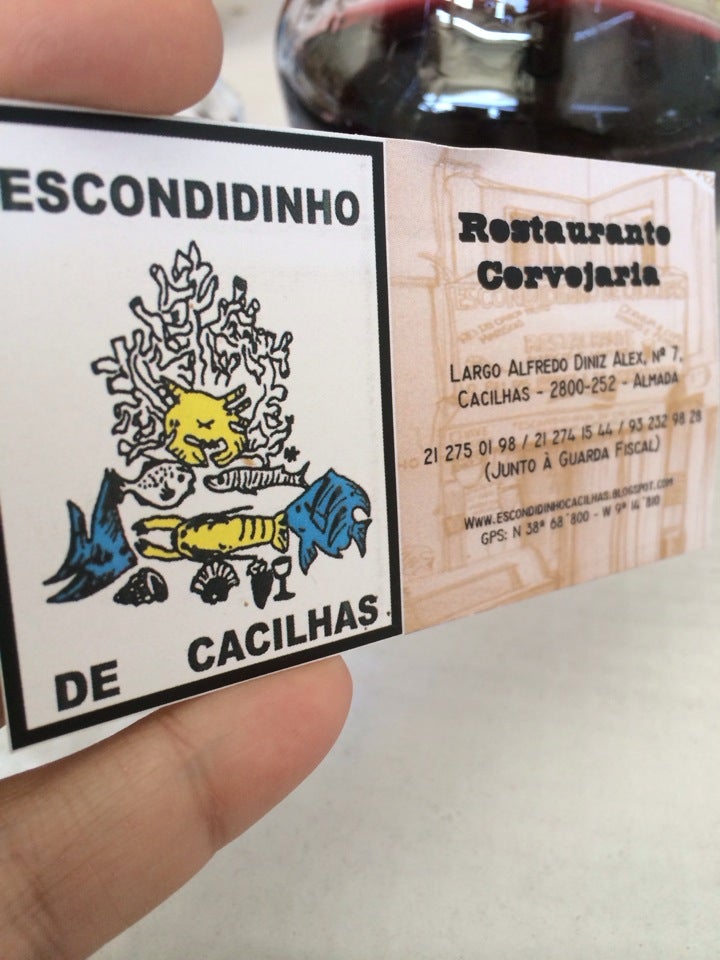 ESCONDIDINHO
DE CACILHAS
Restaurante
Cervejaria
LARGO ALFREDO DINIZ ALEX, Nº 7,
CACILHAS - 2800-252 - ALMADA
21 275 01 98 / 21 274 15 44 / 93 232 98 28
(JUNTO À GUARDA FISCAL)
WWW.ESCONDIDINHOCACILHAS.BLOGSPOT.COM
GPS: N 38º 68´800 - W 9º 14´810